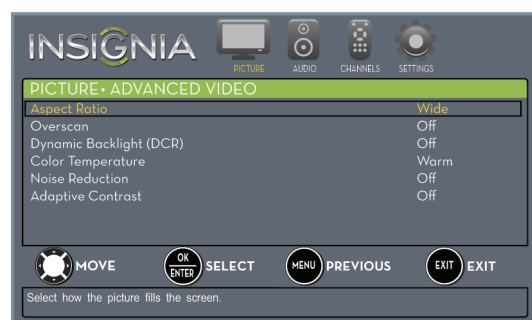 INSIGNIA
PICTURE AUDIO CHANNELS SETTINGS
PICTURE • ADVANCED VIDEO
Aspect Ratio Wide
Overscan Off
Dynamic Backlight (DCR) Off
Color Temperature Warm
Noise Reduction Off
Adaptive Contrast Off
MOVE OK ENTER SELECT MENU PREVIOUS EXIT EXIT
Select how the picture fills the screen.